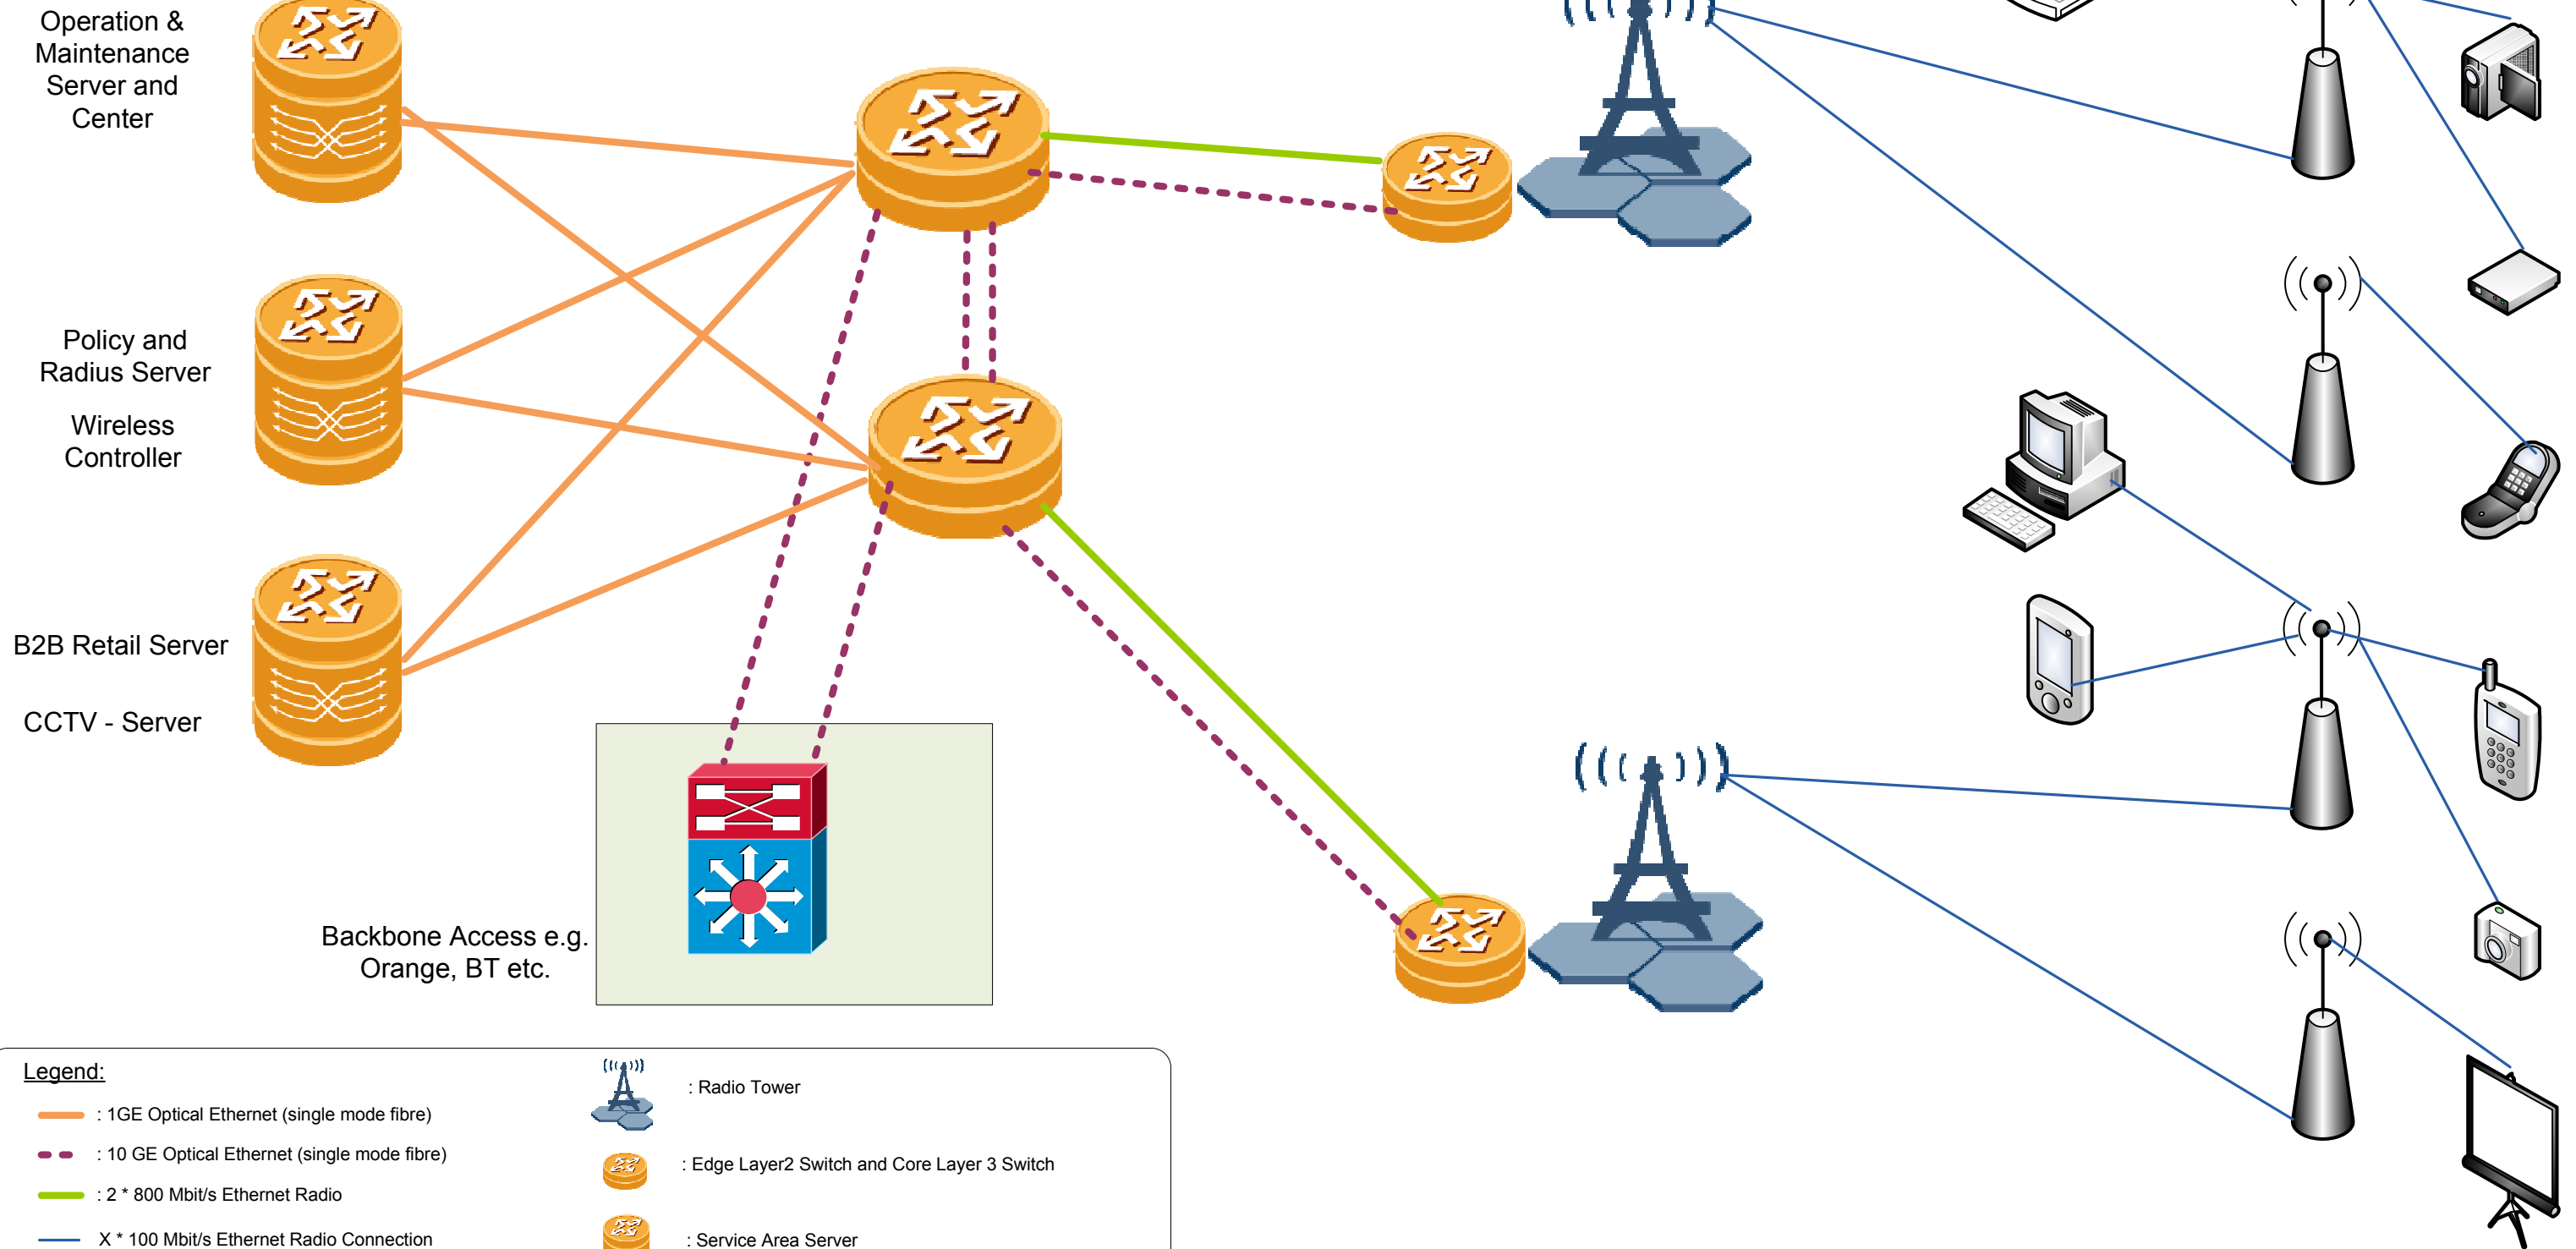 Operation &
Maintenance
Server and
Center
Policy and
Radius Server
Wireless
Controller
B2B Retail Server
CCTV - Server
Backbone Access e.g.
Orange, BT etc.
Legend:
: 1GE Optical Ethernet (single mode fibre)
: 10 GE Optical Ethernet (single mode fibre)
: 2 * 800 Mbit/s Ethernet Radio
X * 100 Mbit/s Ethernet Radio Connection
: Radio Tower
: Edge Layer2 Switch and Core Layer 3 Switch
: Service Area Server